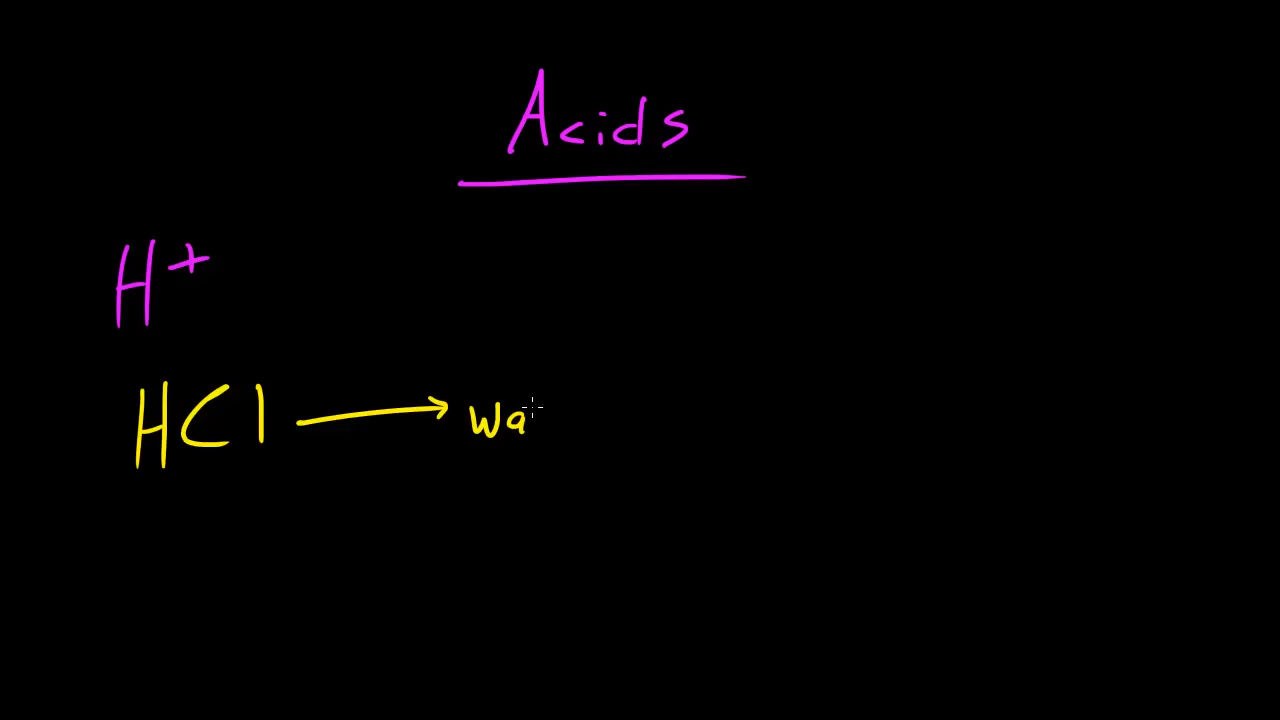 Acids
H⁺
HCl → wa